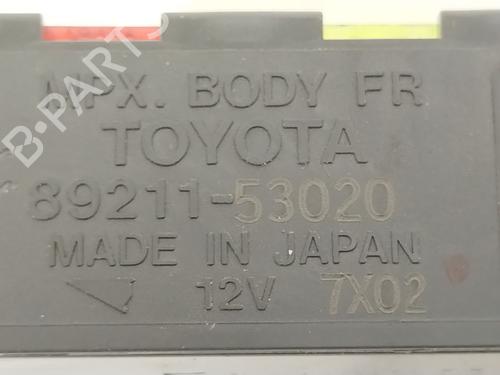 MPX. BODY FR
TOYOTA
89211-53020
MADE IN JAPAN
12V 7X02
B-PARTS